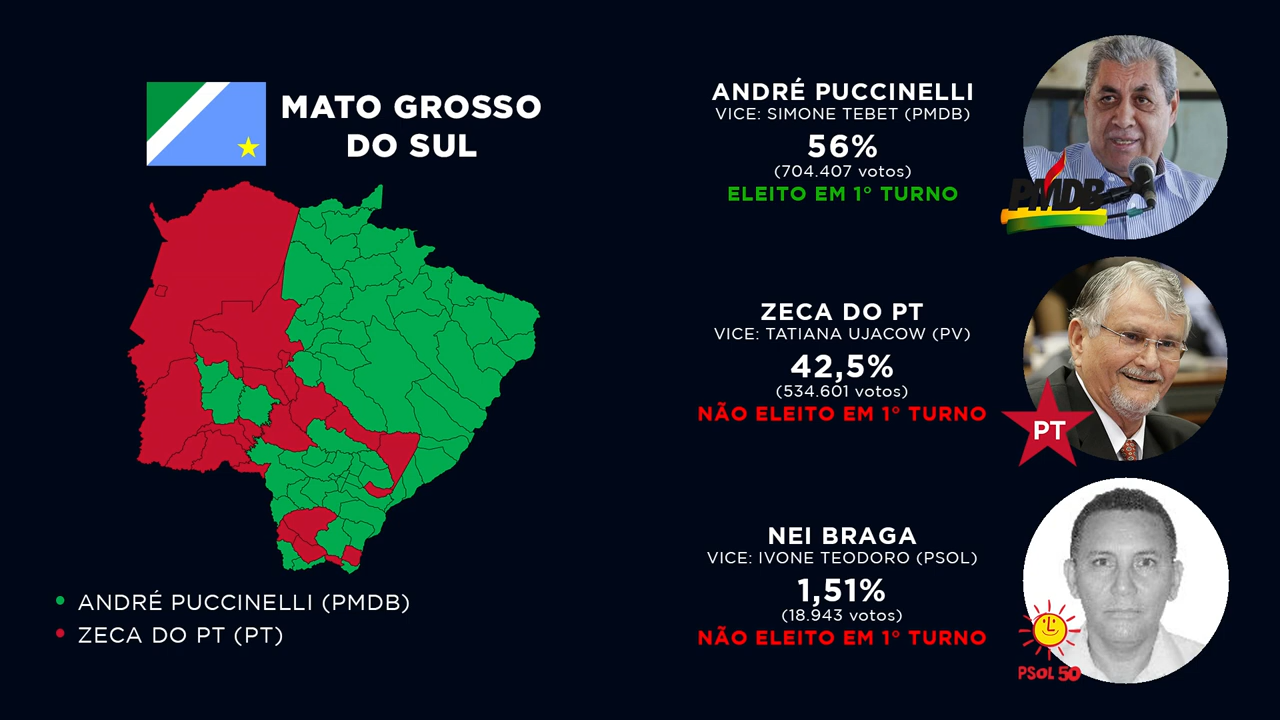 MATO GROSSO
DO SUL
ANDRÉ PUCCINELLI (PMDB)
ZECA DO PT (PT)
ANDRÉ PUCCINELLI
VICE: SIMONE TEBET (PMDB)
56%
(704.407 votos)
ELEITO EM 1° TURNO
PMDB
ZECA DO PT
VICE: TATIANA UJACOW (PV)
42,5%
(534.601 votos)
NÃO ELEITO EM 1° TURNO
PT
NEI BRAGA
VICE: IVONE TEODORO (PSOL)
1,51%
(18.943 votos)
NÃO ELEITO EM 1° TURNO
PSOL 50